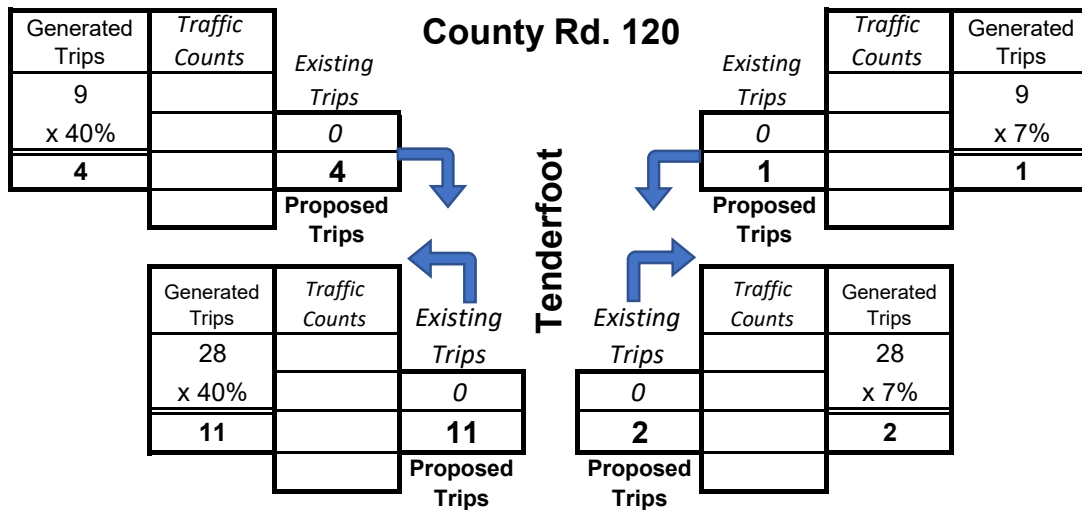 County Rd. 120
Generated
Trips
9
x 40%
4
Traffic
Counts
Existing
Trips
0
4
Proposed
Trips
Existing
Trips
0
1
Proposed
Trips
Traffic
Counts
Generated
Trips
9
x 7%
1
Tenderfoot
Generated
Trips
28
x 40%
11
Traffic
Counts
Existing
Trips
0
11
Proposed
Trips
Existing
Trips
0
2
Proposed
Trips
Traffic
Counts
Generated
Trips
28
x 7%
2